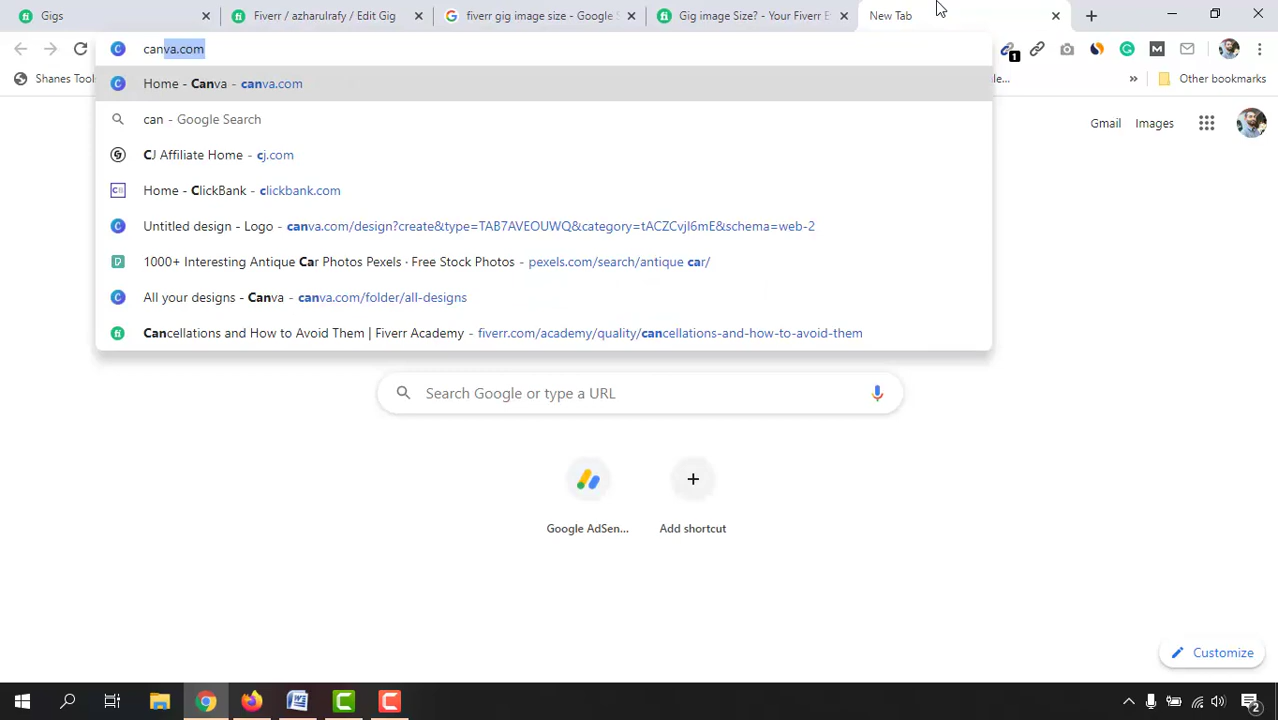 Gigs
Fiverr / azharulrafy / Edit Gig
fiverr gig image size - Google S
Gig image Size? - Your Fiverr E
New Tab
canva.com
1
Shanes Tools
le...
»
Other bookmarks
Home - Canva - canva.com
can - Google Search
CJ Affiliate Home - cj.com
Home - ClickBank - clickbank.com
Untitled design - Logo - canva.com/design?create&type=TAB7AVEOUWQ&category=tACZCvjI6mE&schema=web-2
1000+ Interesting Antique Car Photos Pexels · Free Stock Photos - pexels.com/search/antique car/
All your designs - Canva - canva.com/folder/all-designs
Cancellations and How to Avoid Them | Fiverr Academy - fiverr.com/academy/quality/cancellations-and-how-to-avoid-them
Gmail
Images
Search Google or type a URL
Google AdSen...
Add shortcut
Customize
2